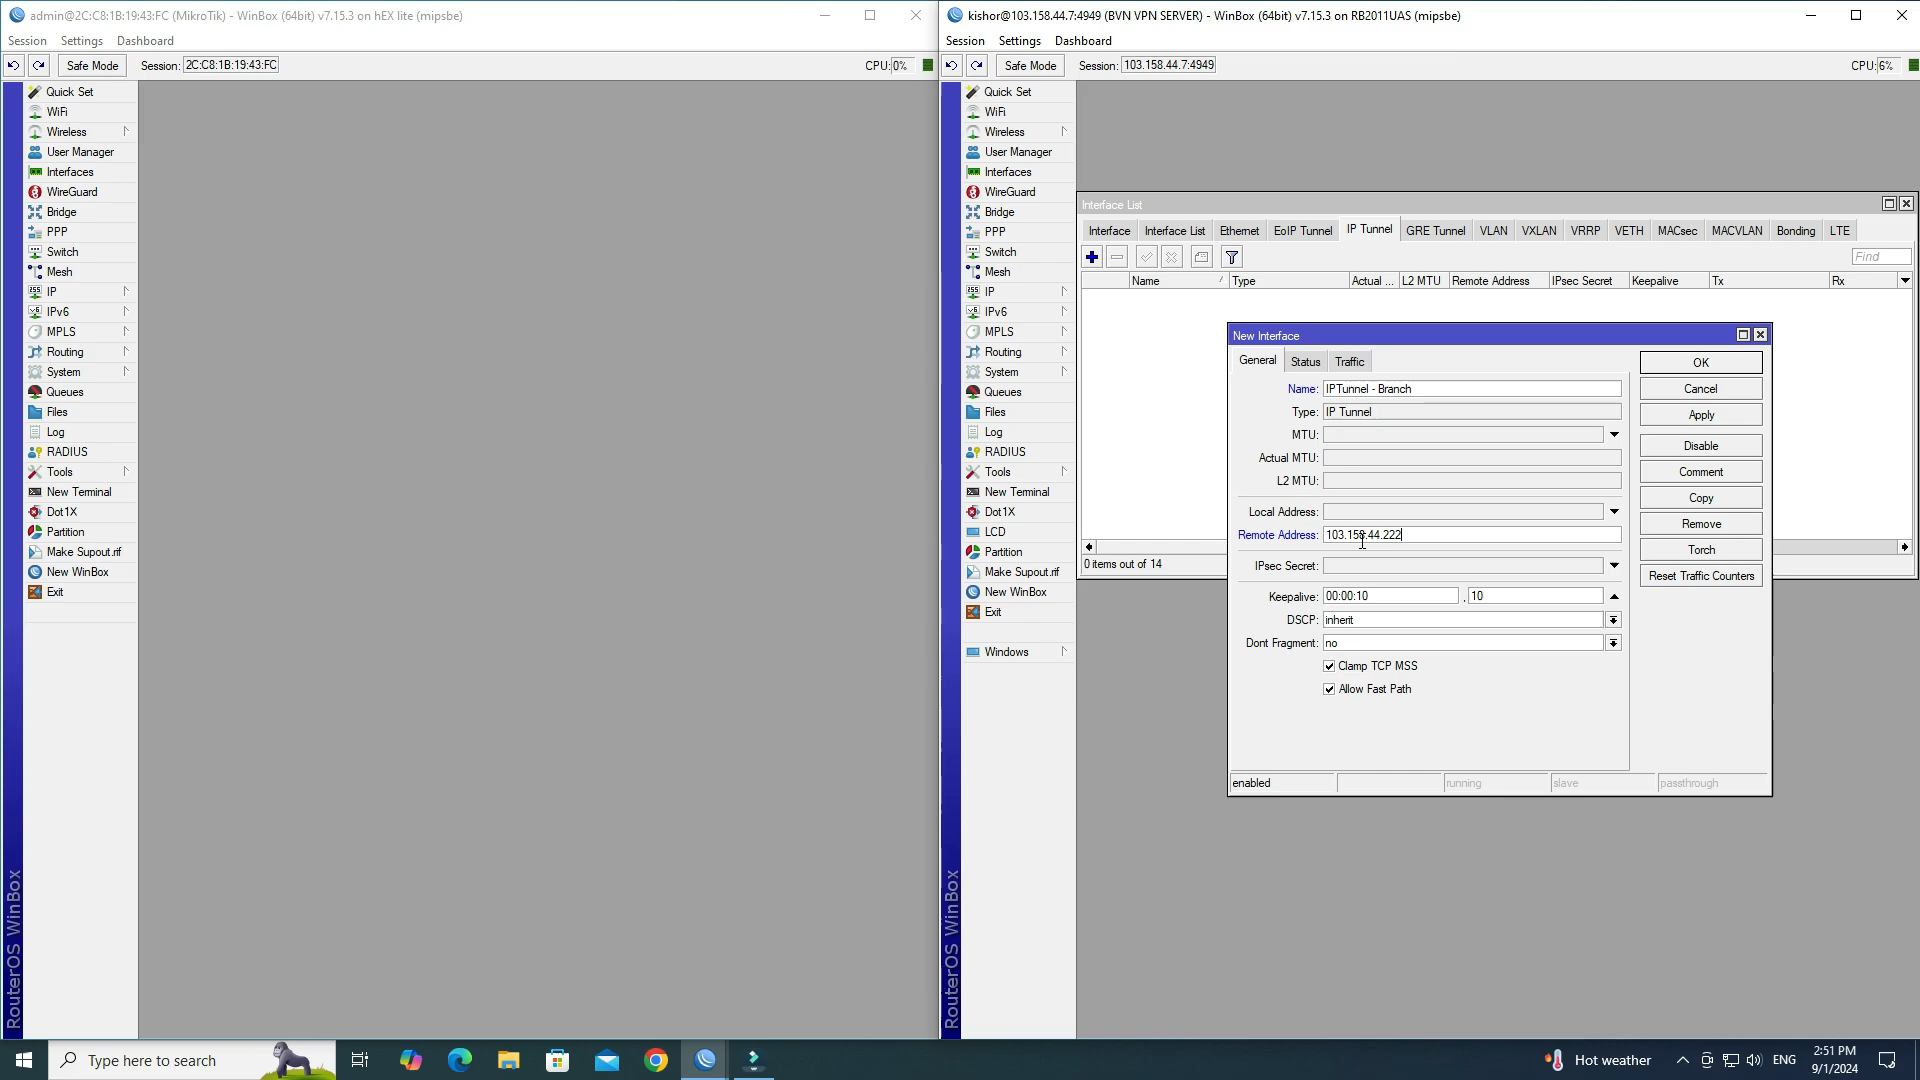 admin@2C:C8:1B:19:43:FC (MikroTik) - WinBox (64bit) v7.15.3 on hEX lite (mipsbe)
Session Settings Dashboard
Safe Mode Session: 2C:C8:1B:19:43:FC CPU: 0%
Quick Set
WiFi
Wireless
User Manager
Interfaces
WireGuard
Bridge
PPP
Switch
Mesh
IP
IPv6
MPLS
Routing
System
Queues
Files
Log
RADIUS
Tools
New Terminal
Dot1X
Partition
Make Supout.rif
New WinBox
Exit
RouterOS WinBox
kishor@103.158.44.7:4949 (BVN VPN SERVER) - WinBox (64bit) v7.15.3 on RB2011UAS (mipsbe)
Session Settings Dashboard
Safe Mode Session: 103.158.44.7:4949 CPU: 6%
Quick Set
WiFi
Wireless
User Manager
Interfaces
WireGuard
Bridge
PPP
Switch
Mesh
IP
IPv6
MPLS
Routing
System
Queues
Files
Log
RADIUS
Tools
New Terminal
Dot1X
LCD
Partition
Make Supout.rif
New WinBox
Exit
Windows
RouterOS WinBox
Interface List
Interface Interface List Ethernet EoIP Tunnel IP Tunnel GRE Tunnel VLAN VXLAN VRRP VETH MACsec MACVLAN Bonding LTE
Find
Name Type Actual ... L2 MTU Remote Address IPsec Secret Keepalive Tx Rx
0 items out of 14
New Interface
General Status Traffic
Name: IPTunnel - Branch
Type: IP Tunnel
MTU:
Actual MTU:
L2 MTU:
Local Address:
Remote Address: 103.158.44.222
IPsec Secret:
Keepalive: 00:00:10 , 10
DSCP: inherit
Dont Fragment: no
Clamp TCP MSS
Allow Fast Path
OK
Cancel
Apply
Disable
Comment
Copy
Remove
Torch
Reset Traffic Counters
enabled running slave passthrough
Type here to search
Hot weather ENG 2:51 PM
9/1/2024